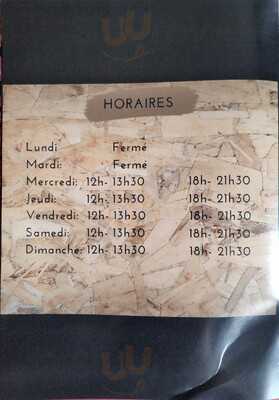 HORAIRES
Lundi Fermé
Mardi: Fermé
Mercredi: 12h- 13h30 18h- 21h30
Jeudi: 12h- 13h30 18h- 21h30
Vendredi: 12h- 13h30 18h- 21h30
Samedi: 12h- 13h30 18h- 21h30
Dimanche: 12h- 13h30 18h- 21h30